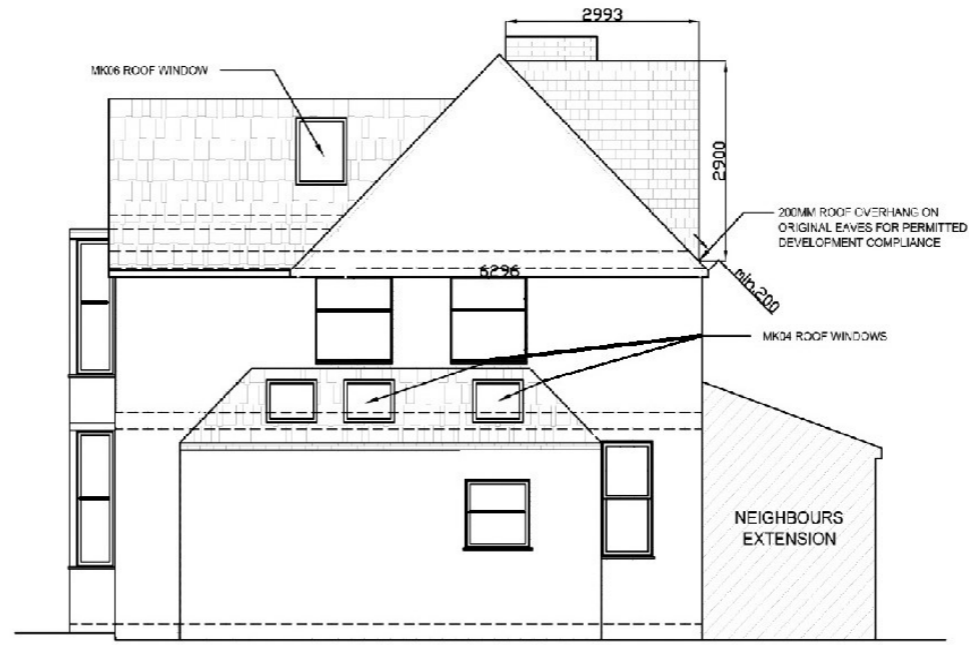 2993
MK06 ROOF WINDOW
2900
200MM ROOF OVERHANG ON
ORIGINAL EAVES FOR PERMITTED
DEVELOPMENT COMPLIANCE
6296
min.200
MK04 ROOF WINDOWS
NEIGHBOURS
EXTENSION